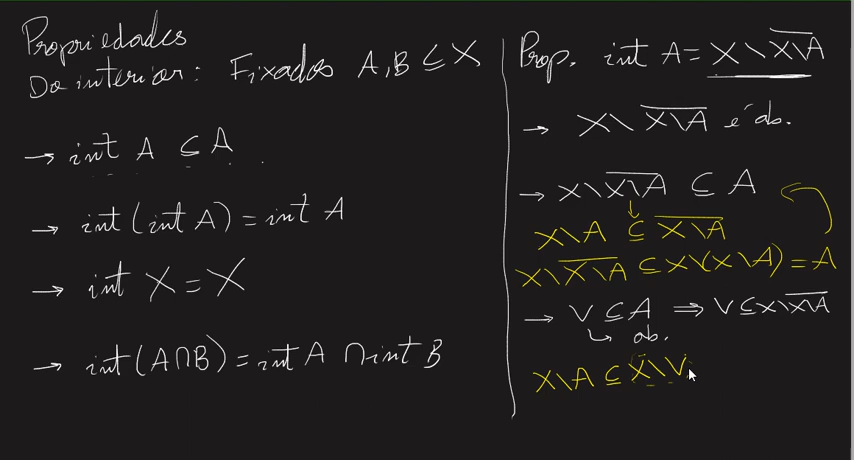 Propriedades
Do interior: Fixados A,B ⊆ X
→ int A ⊆ A
→ int(int A) = int A
→ int X = X
→ int(A∩B) = int A ∩ int B
Prop. int A = X \ \overline{X\A}
→ X \ \overline{X\A} é ab.
→ X \ \overline{X\A} ⊆ A
X\A ⊆ \overline{X\A}
X \ \overline{X\A} ⊆ X\(X\A) = A
→ V ⊆ A ⇒ V ⊆ X \ \overline{X\A}
↳ ab.
X\A ⊆ X\V